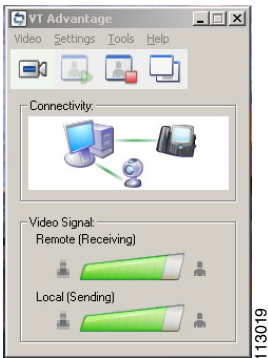 VT Advantage
Video Settings Tools Help
Connectivity:
Video Signal:
Remote (Receiving)
Local (Sending)
113019